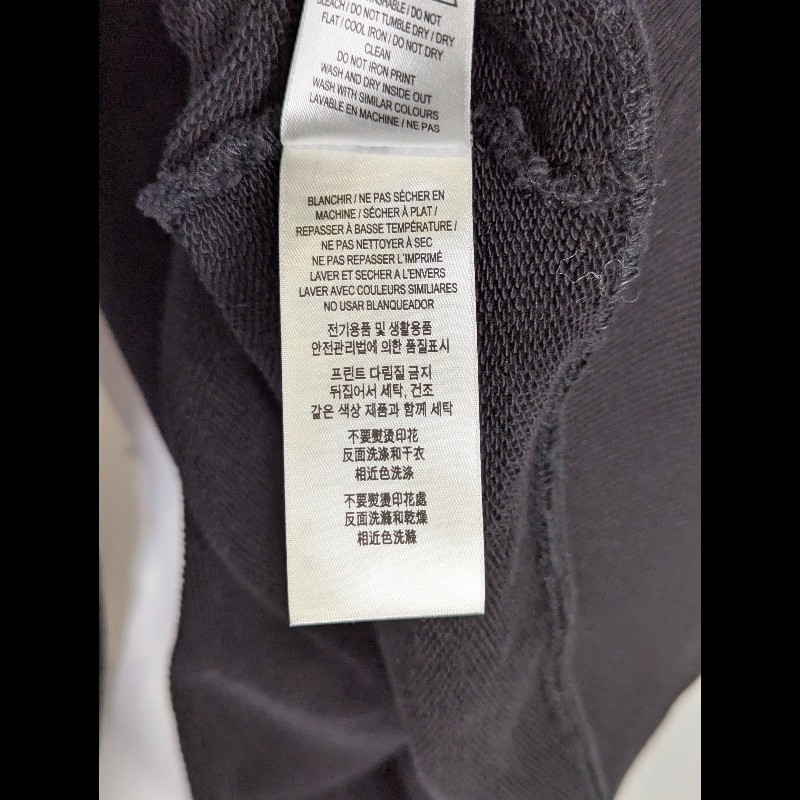 WASHABLE / DO NOT
BLEACH / DO NOT TUMBLE DRY / DRY
FLAT / COOL IRON / DO NOT DRY
CLEAN
DO NOT IRON PRINT
WASH AND DRY INSIDE OUT
WASH WITH SIMILAR COLOURS
LAVABLE EN MACHINE / NE PAS
BLANCHIR / NE PAS SÉCHER EN
MACHINE / SÉCHER À PLAT /
REPASSER À BASSE TEMPÉRATURE /
NE PAS NETTOYER À SEC
NE PAS REPASSER L'IMPRIMÉ
LAVER ET SECHER A L'ENVERS
LAVER AVEC COULEURS SIMILIARES
NO USAR BLANQUEADOR
전기용품 및 생활용품
안전관리법에 의한 품질표시
프린트 다림질 금지
뒤집어서 세탁, 건조
같은 색상 제품과 함께 세탁
不要熨烫印花
反面洗涤和干衣
相近色洗涤
不要熨燙印花處
反面洗滌和乾燥
相近色洗滌